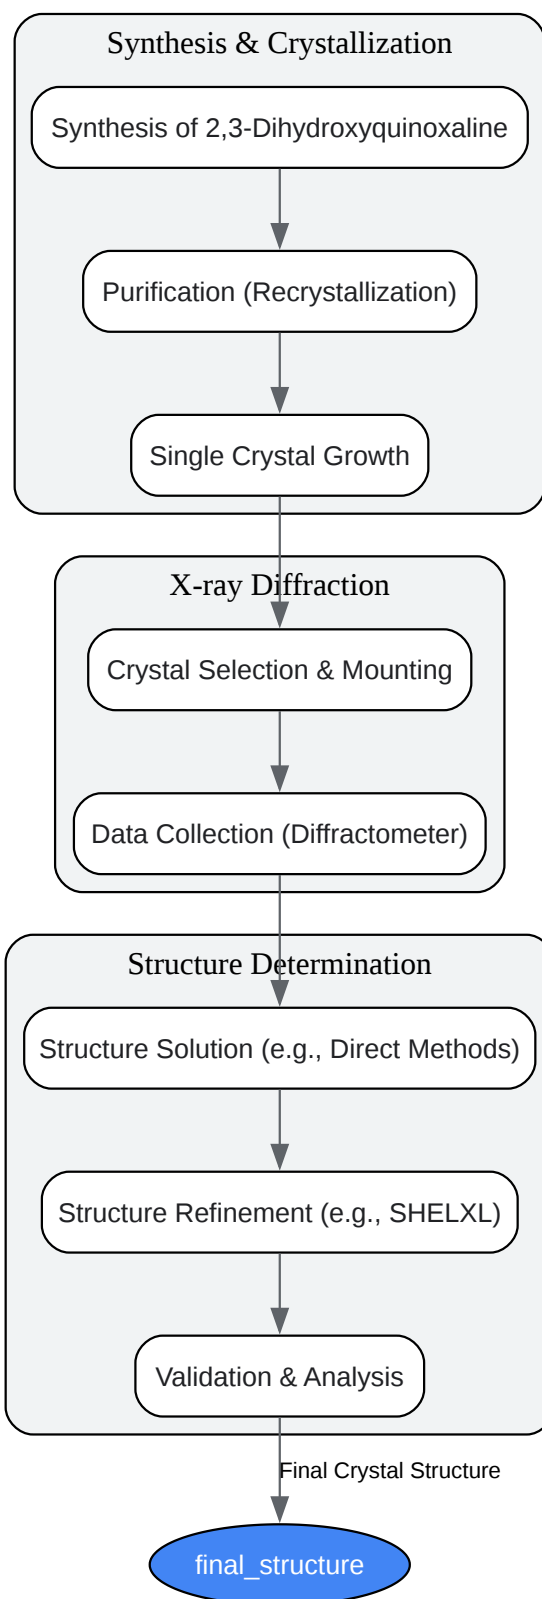 Synthesis & Crystallization
Synthesis of 2,3-Dihydroxyquinoxaline
Purification (Recrystallization)
Single Crystal Growth
X-ray Diffraction
Crystal Selection & Mounting
Data Collection (Diffractometer)
Structure Determination
Structure Solution (e.g., Direct Methods)
Structure Refinement (e.g., SHELXL)
Validation & Analysis
Final Crystal Structure
final_structure